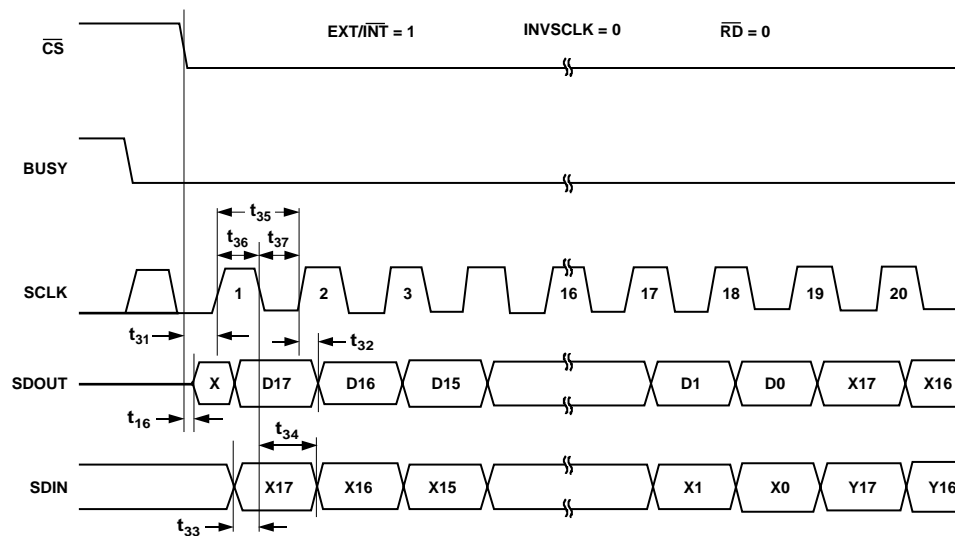 EXT/INT = 1 INVSCLK = 0 RD = 0
CS
BUSY
t35
t36 t37
SCLK 1 2 3 16 17 18 19 20
t31 t32
SDOUT X D17 D16 D15 D1 D0 X17 X16
t16 t34
SDIN X17 X16 X15 X1 X0 Y17 Y16
t33